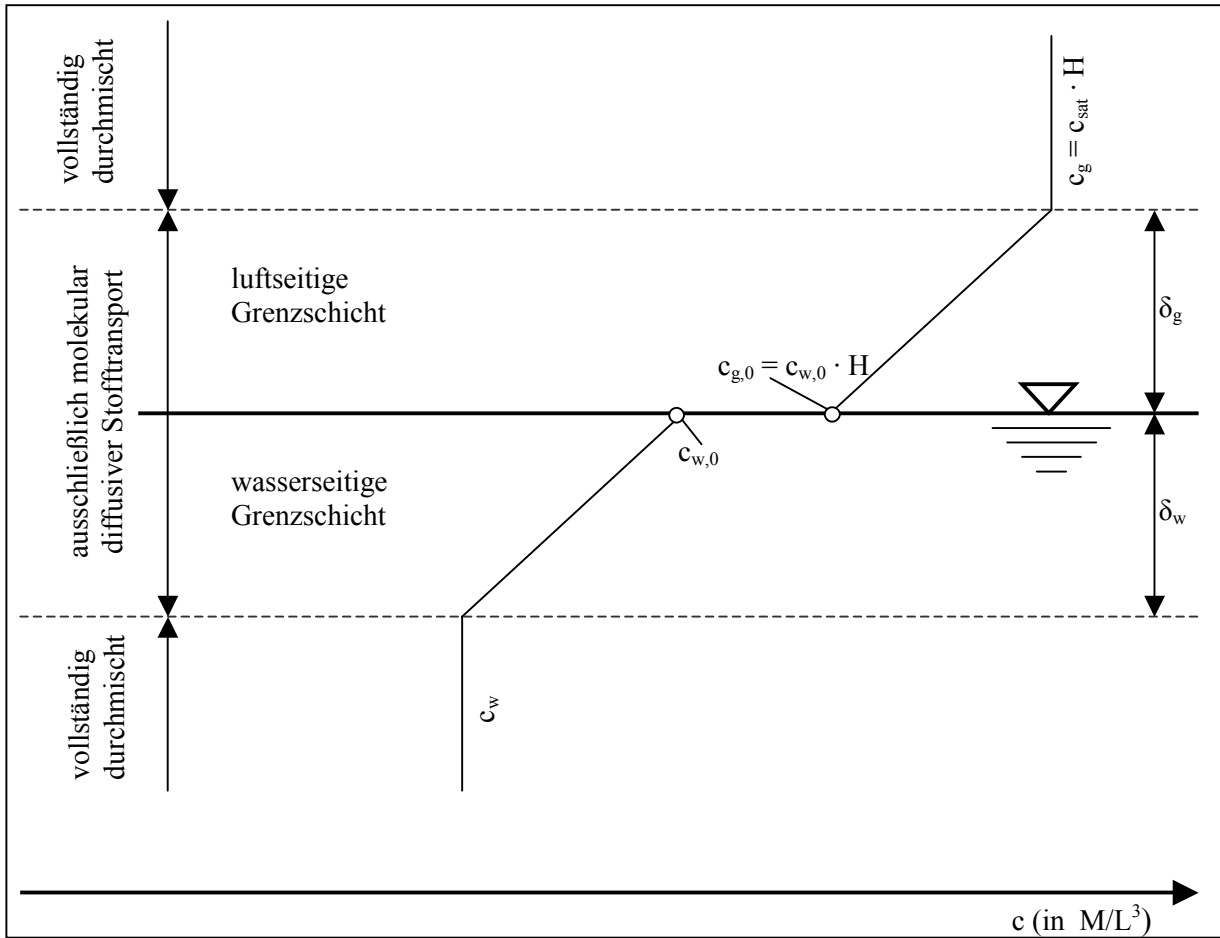 vollständig
durchmischt
c_g = c_sat · H
luftseitige
Grenzschicht
δ_g
ausschließlich molekular
diffusiver Stofftransport
c_g,0 = c_w,0 · H
c_w,0
wasserseitige
Grenzschicht
δ_w
vollständig
durchmischt
c_w
c (in M/L³)